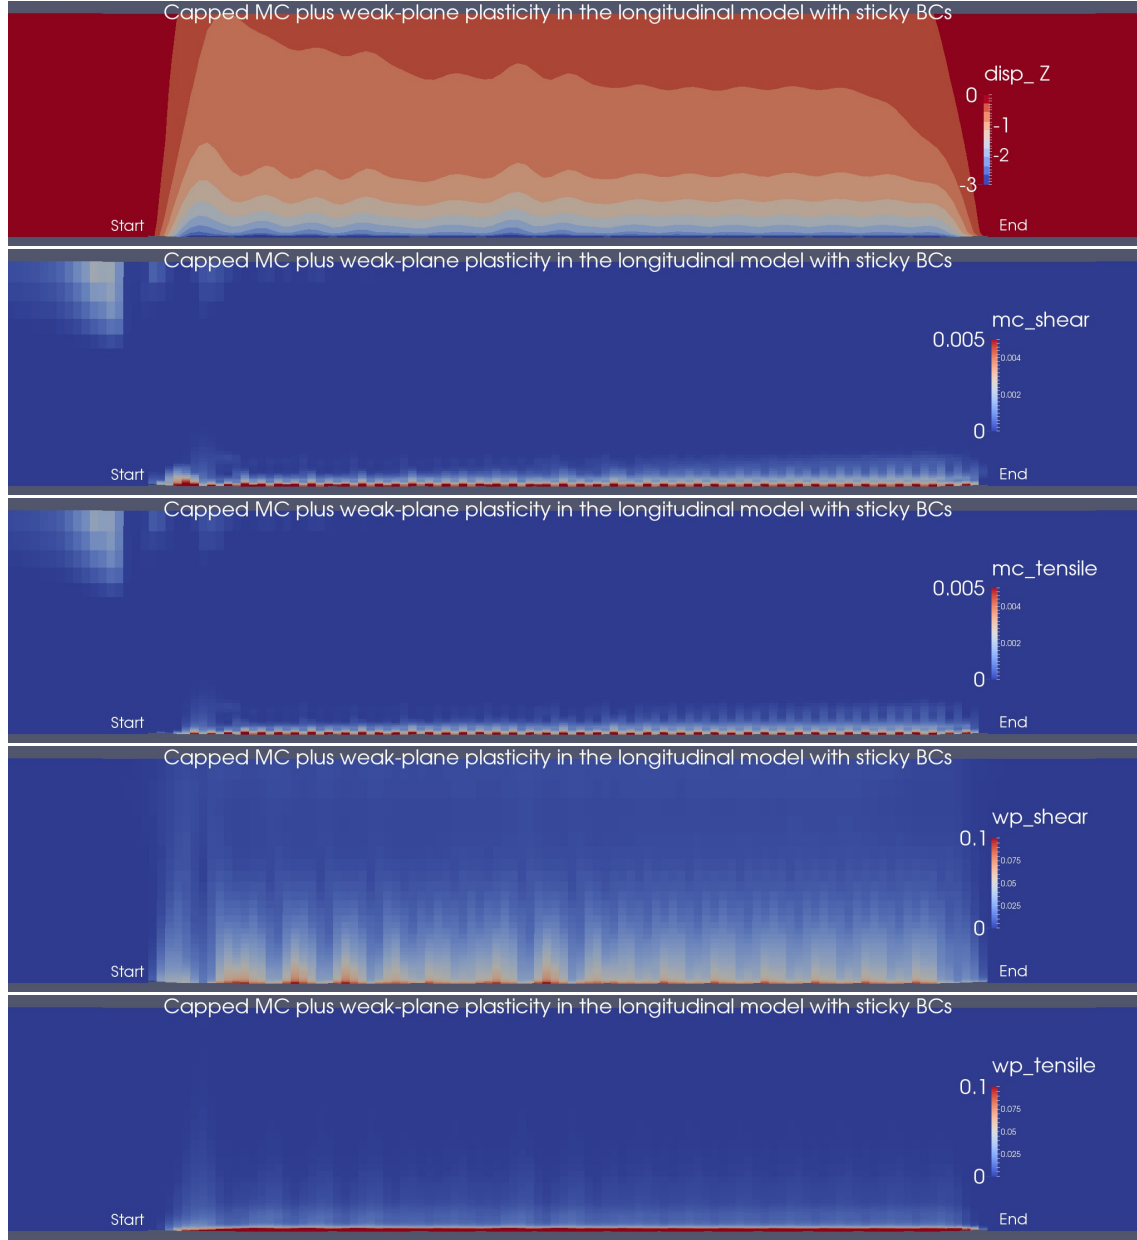 Capped MC plus weak-plane plasticity in the longitudinal model with sticky BCs
disp_ Z
0
-1
-2
-3
Start
End
Capped MC plus weak-plane plasticity in the longitudinal model with sticky BCs
mc_shear
0.005
0.004
0.002
0
Start
End
Capped MC plus weak-plane plasticity in the longitudinal model with sticky BCs
mc_tensile
0.005
0.004
0.002
0
Start
End
Capped MC plus weak-plane plasticity in the longitudinal model with sticky BCs
wp_shear
0.1
0.075
0.05
0.025
0
Start
End
Capped MC plus weak-plane plasticity in the longitudinal model with sticky BCs
wp_tensile
0.1
0.075
0.05
0.025
0
Start
End